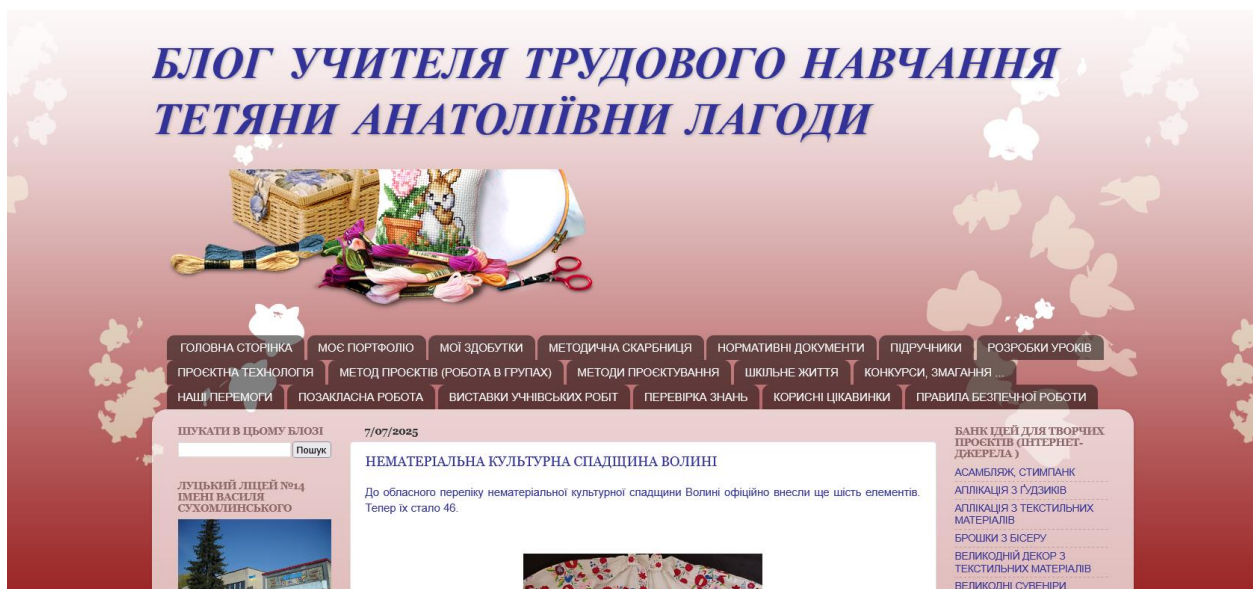 БЛОГ УЧИТЕЛЯ ТРУДОВОГО НАВЧАННЯ
ТЕТЯНИ АНАТОЛІЇВНИ ЛАГОДИ
ГОЛОВНА СТОРІНКА
МОЄ ПОРТФОЛІО
МОЇ ЗДОБУТКИ
МЕТОДИЧНА СКАРБНИЦЯ
НОРМАТИВНІ ДОКУМЕНТИ
ПІДРУЧНИКИ
РОЗРОБКИ УРОКІВ
ПРОЄКТНА ТЕХНОЛОГІЯ
МЕТОД ПРОЄКТІВ (РОБОТА В ГРУПАХ)
МЕТОДИ ПРОЄКТУВАННЯ
ШКІЛЬНЕ ЖИТТЯ
КОНКУРСИ, ЗМАГАННЯ ...
НАШІ ПЕРЕМОГИ
ПОЗАКЛАСНА РОБОТА
ВИСТАВКИ УЧНІВСЬКИХ РОБІТ
ПЕРЕВІРКА ЗНАНЬ
КОРИСНІ ЦІКАВИНКИ
ПРАВИЛА БЕЗПЕЧНОЇ РОБОТИ
ШУКАТИ В ЦЬОМУ БЛОЗІ
Пошук
ЛУЦЬКИЙ ЛІЦЕЙ №14
ІМЕНІ ВАСИЛЯ
СУХОМЛИНСЬКОГО
7/07/2025
НЕМАТЕРІАЛЬНА КУЛЬТУРНА СПАДЩИНА ВОЛИНІ
До обласного переліку нематеріальної культурної спадщини Волині офіційно внесли ще шість елементів.
Тепер їх стало 46.
БАНК ІДЕЙ ДЛЯ ТВОРЧИХ
ПРОЄКТІВ (ІНТЕРНЕТ-
ДЖЕРЕЛА )
АСАМБЛЯЖ, СТИМПАНК
АПЛІКАЦІЯ З ҐУДЗИКІВ
АПЛІКАЦІЯ З ТЕКСТИЛЬНИХ
МАТЕРІАЛІВ
БРОШКИ З БІСЕРУ
ВЕЛИКОДНІЙ ДЕКОР З
ТЕКСТИЛЬНИХ МАТЕРІАЛІВ
ВЕЛИКОДНІ СУВЕНІРИ